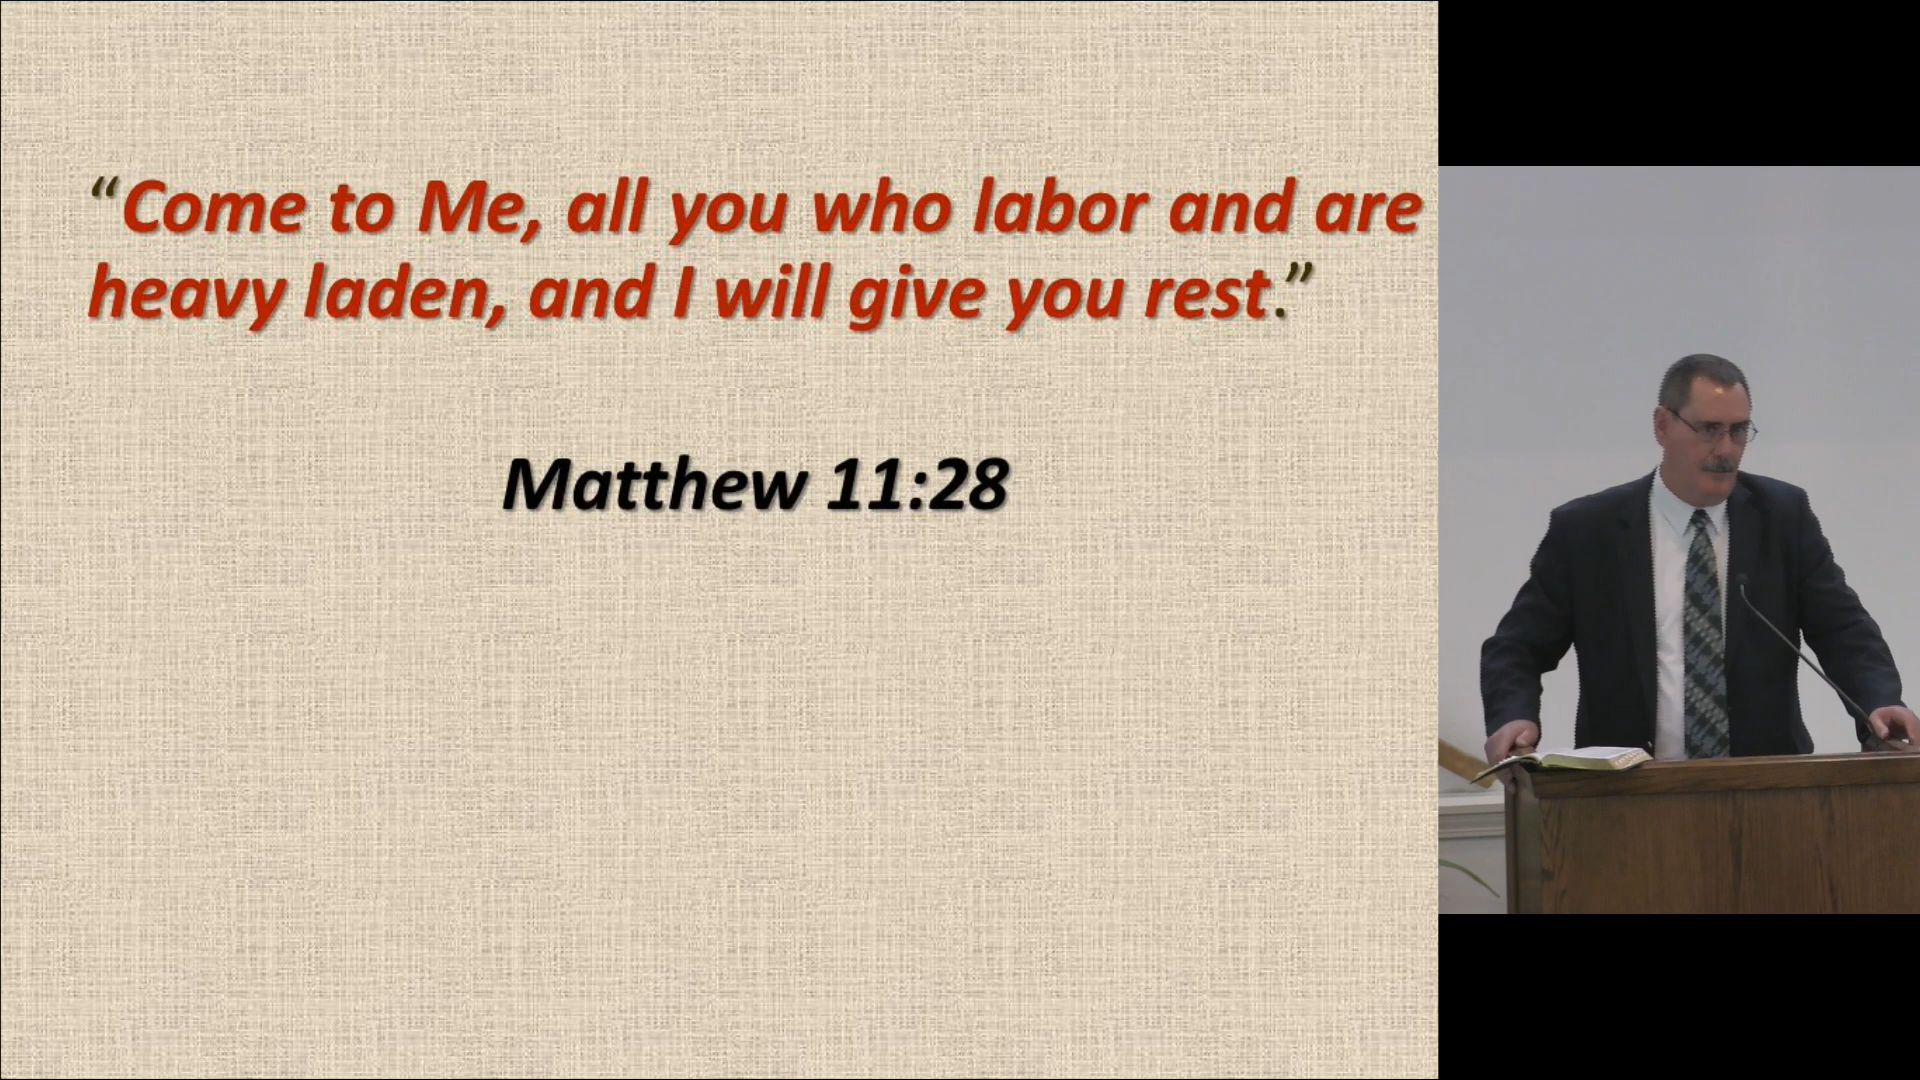 “Come to Me, all you who labor and are
heavy laden, and I will give you rest.”
Matthew 11:28